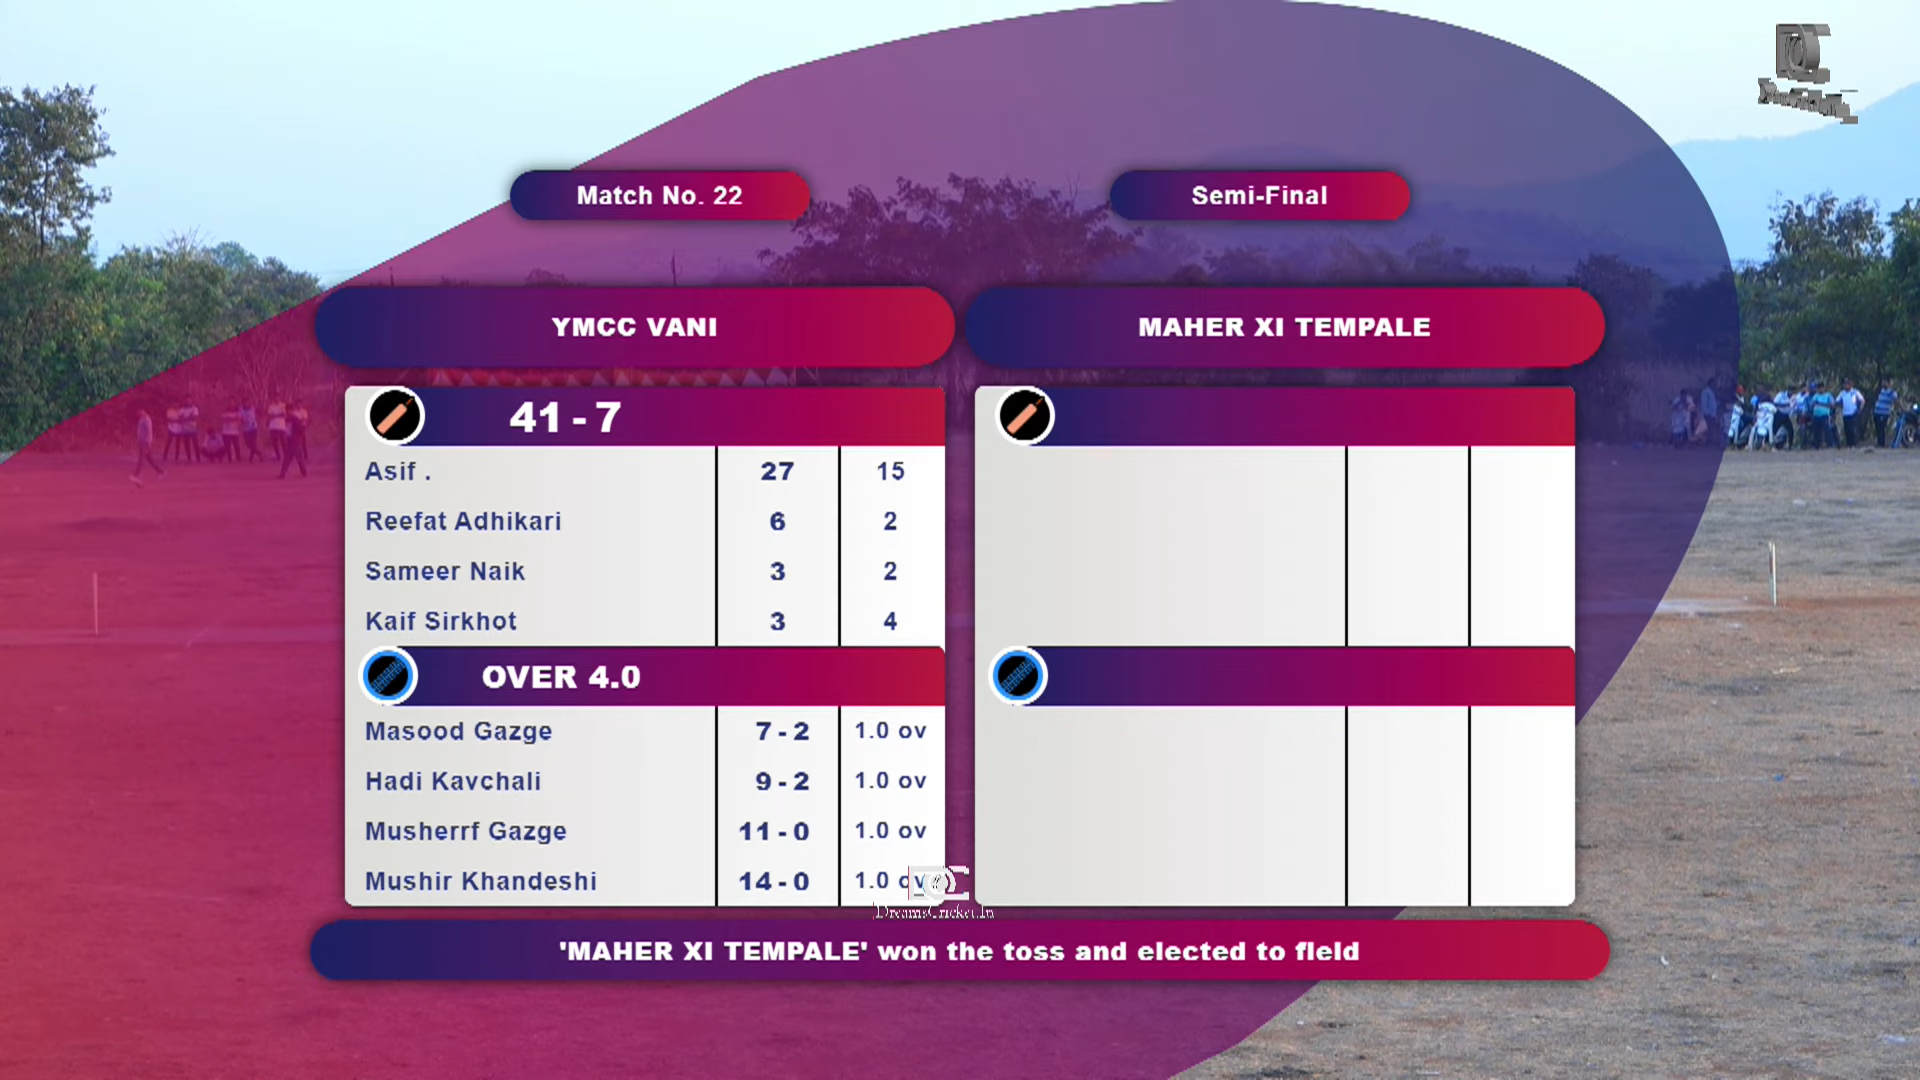 Match No. 22
Semi-Final
YMCC VANI
MAHER XI TEMPALE
41 - 7
Asif . 27 15
Reefat Adhikari 6 2
Sameer Naik 3 2
Kaif Sirkhot 3 4
OVER 4.0
Masood Gazge 7 - 2 1.0 ov
Hadi Kavchali 9 - 2 1.0 ov
Musherrf Gazge 11 - 0 1.0 ov
Mushir Khandeshi 14 - 0 1.0 ov
DreamsCricket.In
'MAHER XI TEMPALE' won the toss and elected to field